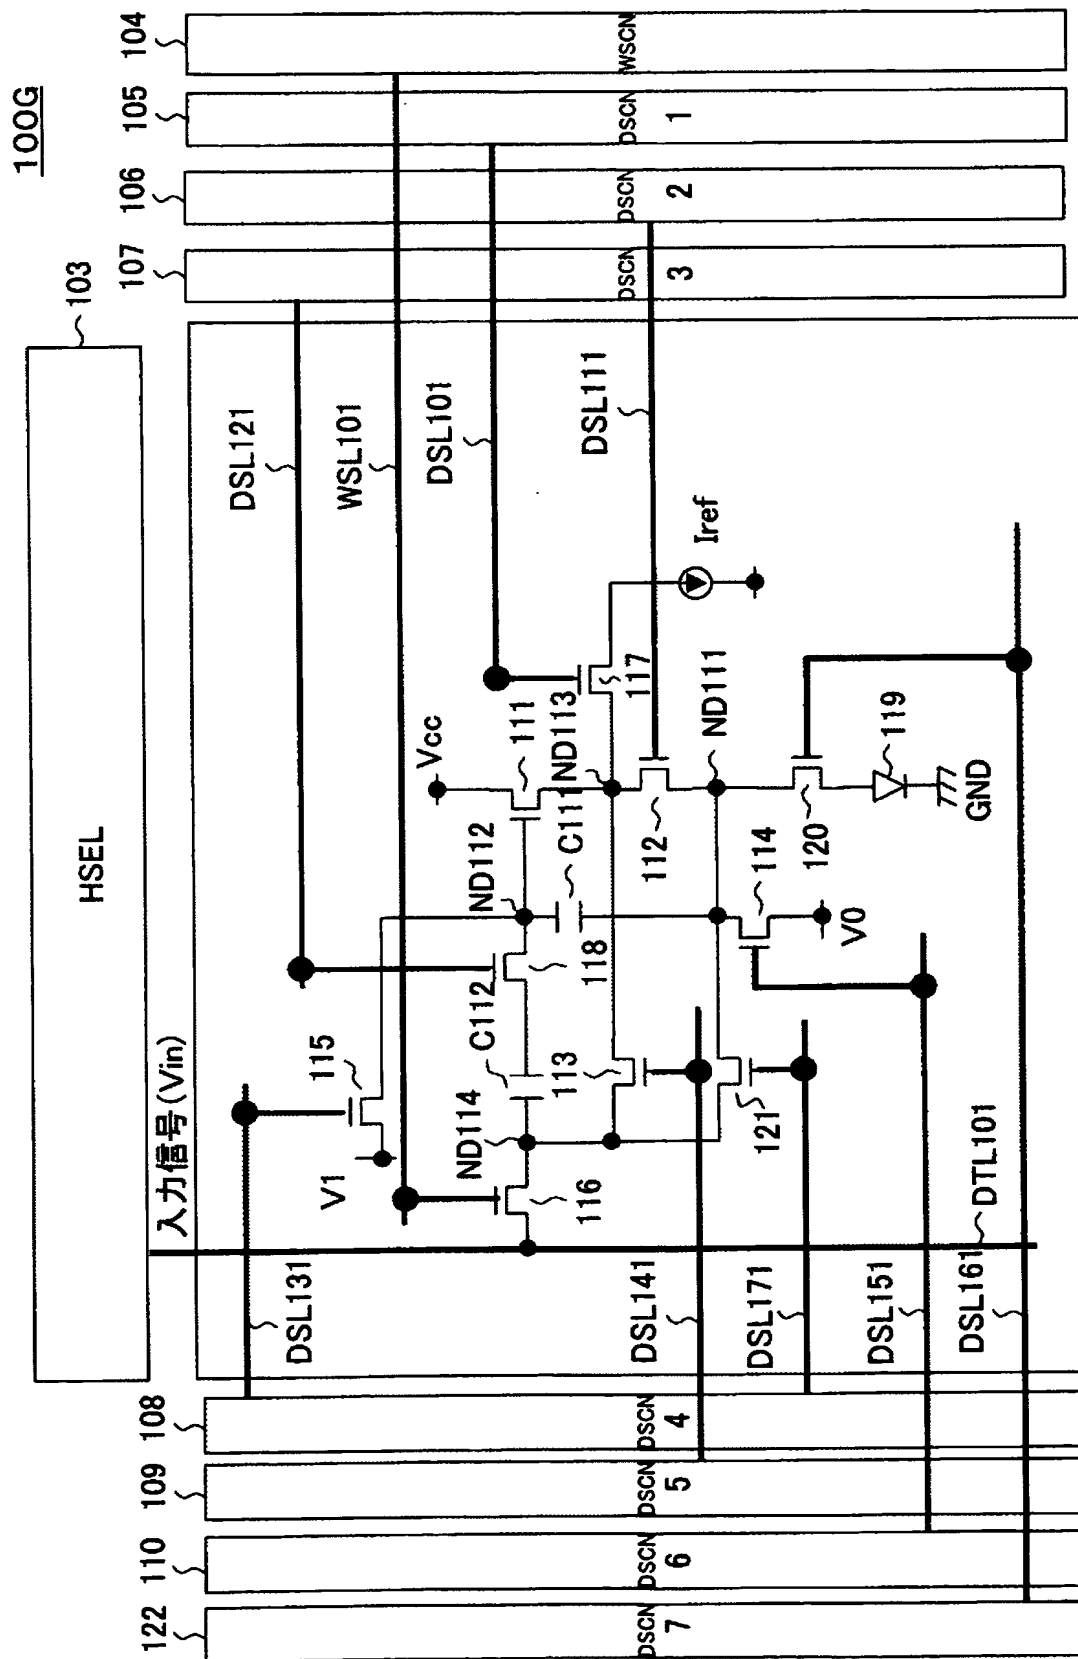 100G
HSEL
103
104
105
106
107
WSCN
DSCN
1
DSCN
2
DSCN
3
入力信号(Vin)
DSL121
WSL101
DSL101
DSL111
DSL131
V1
115
Vcc
111
ND112
ND113
117
Iref
C111
118
C112
ND114
116
113
112
ND111
114
120
119
GND
V0
121
DSL141
DSL171
DSL151
DSL161
DTL101
108
109
110
122
DSCN
4
DSCN
5
DSCN
6
DSCN
7